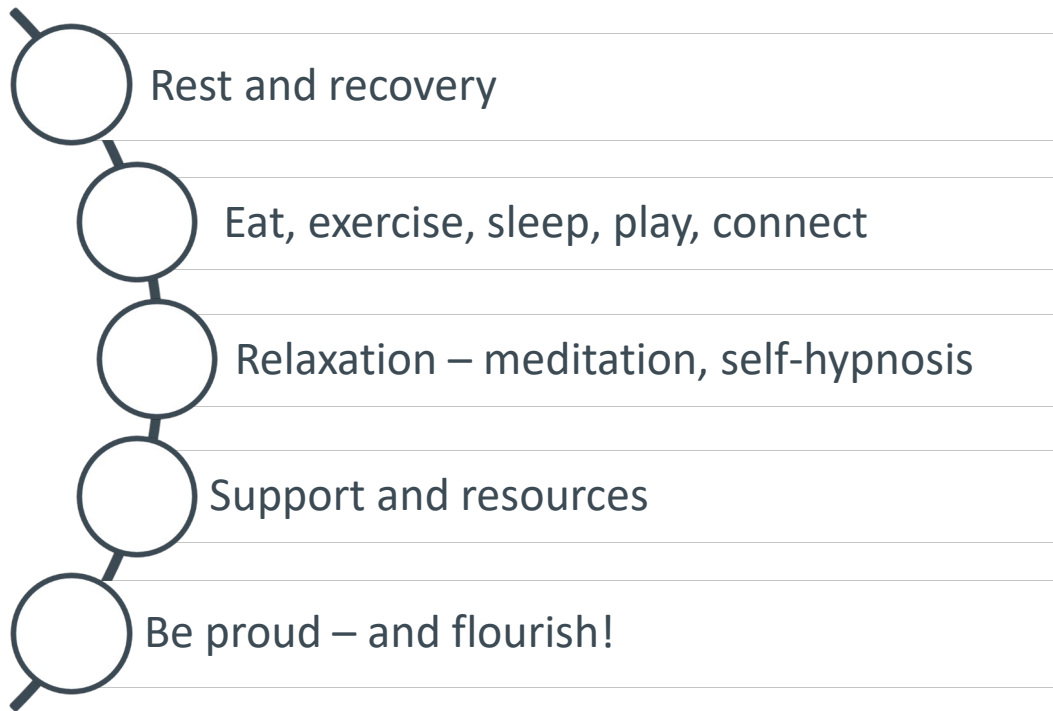 Rest and recovery
Eat, exercise, sleep, play, connect
Relaxation – meditation, self-hypnosis
Support and resources
Be proud – and flourish!